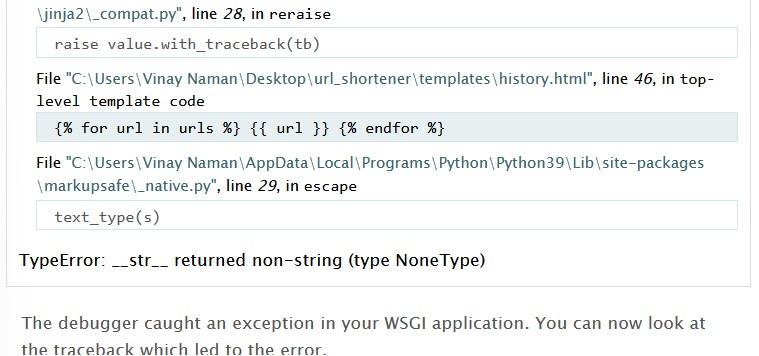 \jinja2\_compat.py", line 28, in reraise
raise value.with_traceback(tb)
File "C:\Users\Vinay Naman\Desktop\url_shortener\templates\history.html", line 46, in top-
level template code
{% for url in urls %} {{ url }} {% endfor %}
File "C:\Users\Vinay Naman\AppData\Local\Programs\Python\Python39\Lib\site-packages
\markupsafe\_native.py", line 29, in escape
text_type(s)
TypeError: __str__ returned non-string (type NoneType)
The debugger caught an exception in your WSGI application. You can now look at
the traceback which led to the error.